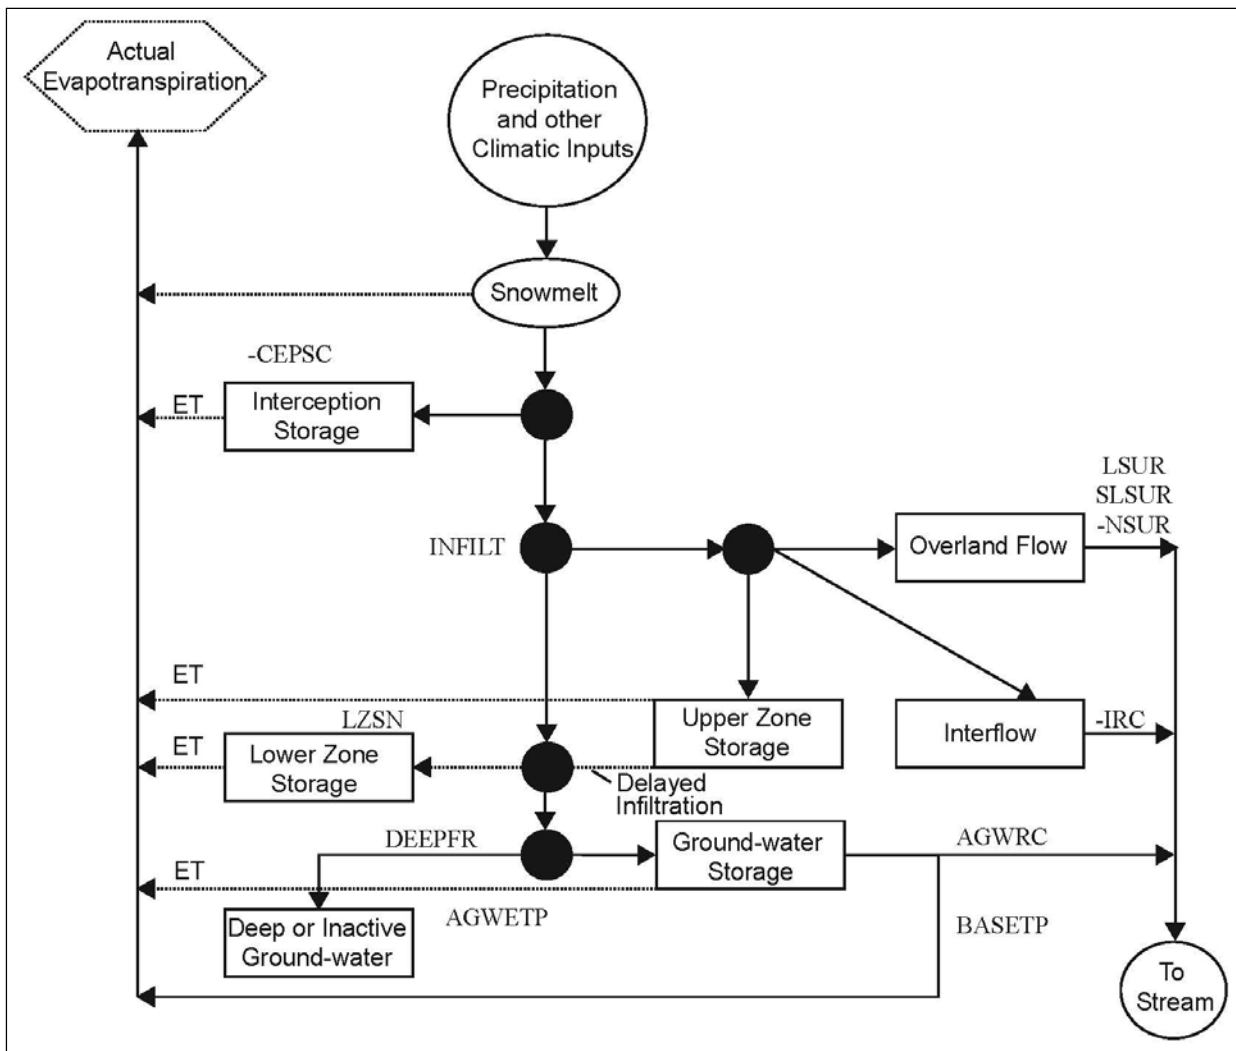 Actual
Evapotranspiration
Precipitation
and other
Climatic Inputs
Snowmelt
-CEPSC
ET
Interception
Storage
LSUR
SLSUR
-NSUR
INFILT
Overland Flow
ET
LZSN
Upper Zone
Storage
Interflow
-IRC
ET
Lower Zone
Storage
Delayed
Infiltration
DEEPFR
Ground-water
Storage
AGWRC
ET
AGWETP
BASETP
Deep or Inactive
Ground-water
To
Stream